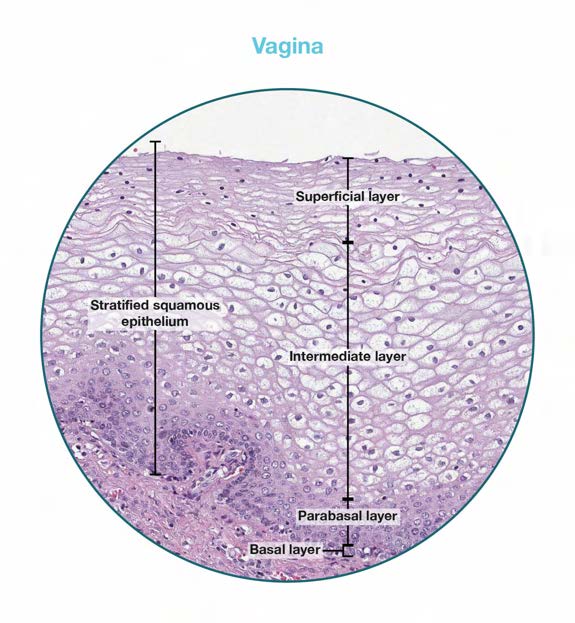 Vagina
Superficial layer
Stratified squamous
epithelium
Intermediate layer
Parabasal layer
Basal layer